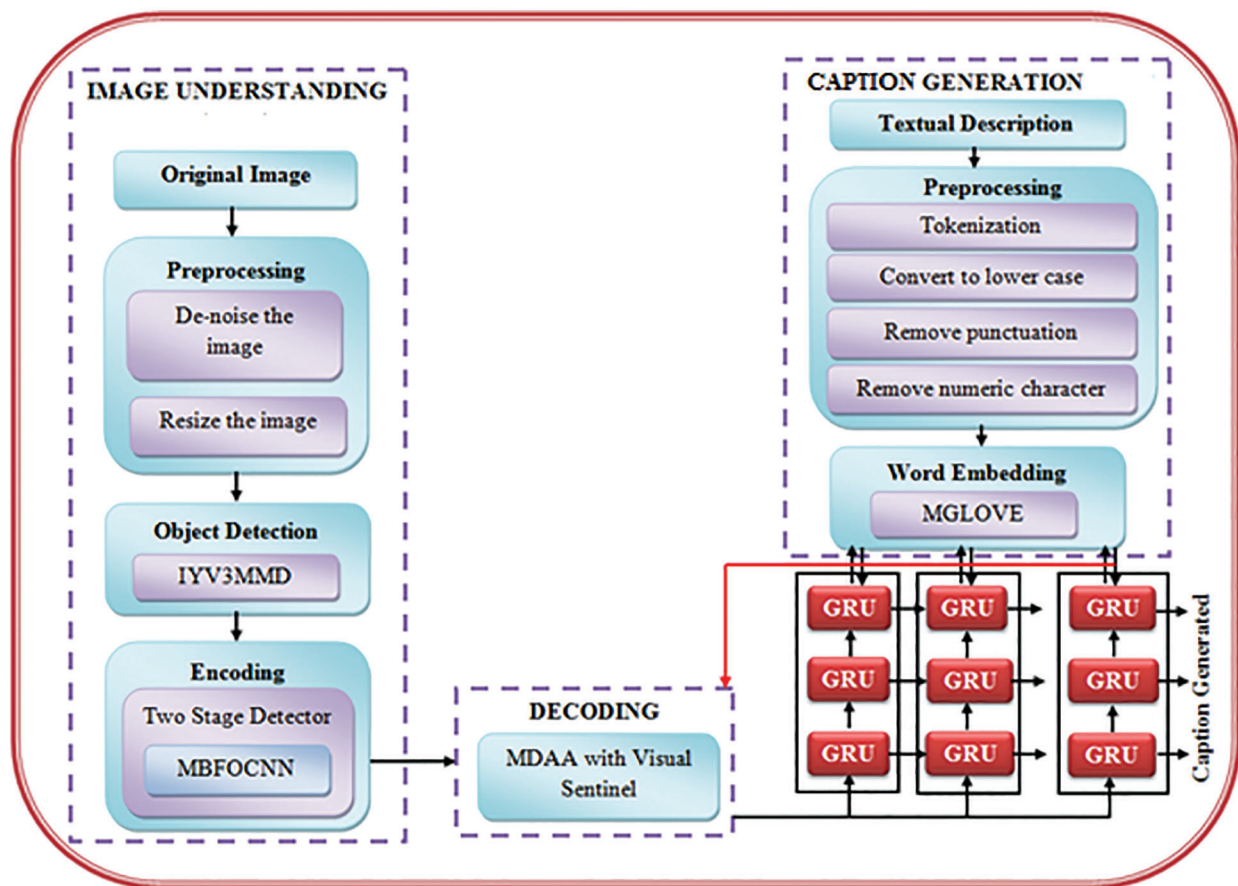 IMAGE UNDERSTANDING
Original Image
Preprocessing
De-noise the
image
Resize the image
Object Detection
IYV3MMD
Encoding
Two Stage Detector
MBFOCNN
DECODING
MDAA with Visual
Sentinel
CAPTION GENERATION
Textual Description
Preprocessing
Tokenization
Convert to lower case
Remove punctuation
Remove numeric character
Word Embedding
MGLOVE
GRU GRU GRU
GRU GRU GRU
GRU GRU GRU
Caption Generated